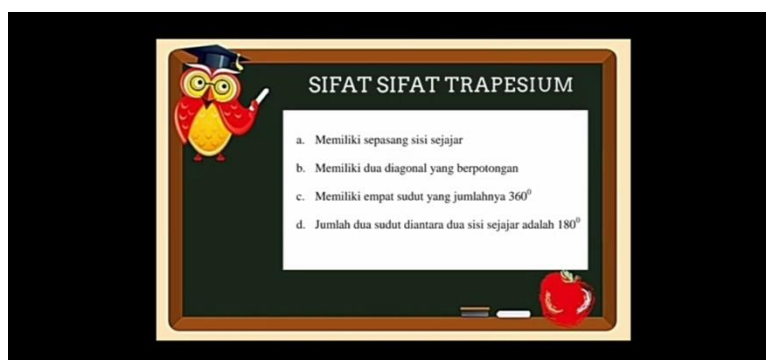 SIFAT SIFAT TRAPESIUM
a. Memiliki sepasang sisi sejajar
b. Memiliki dua diagonal yang berpotongan
c. Memiliki empat sudut yang jumlahnya 360⁰
d. Jumlah dua sudut diantara dua sisi sejajar adalah 180⁰